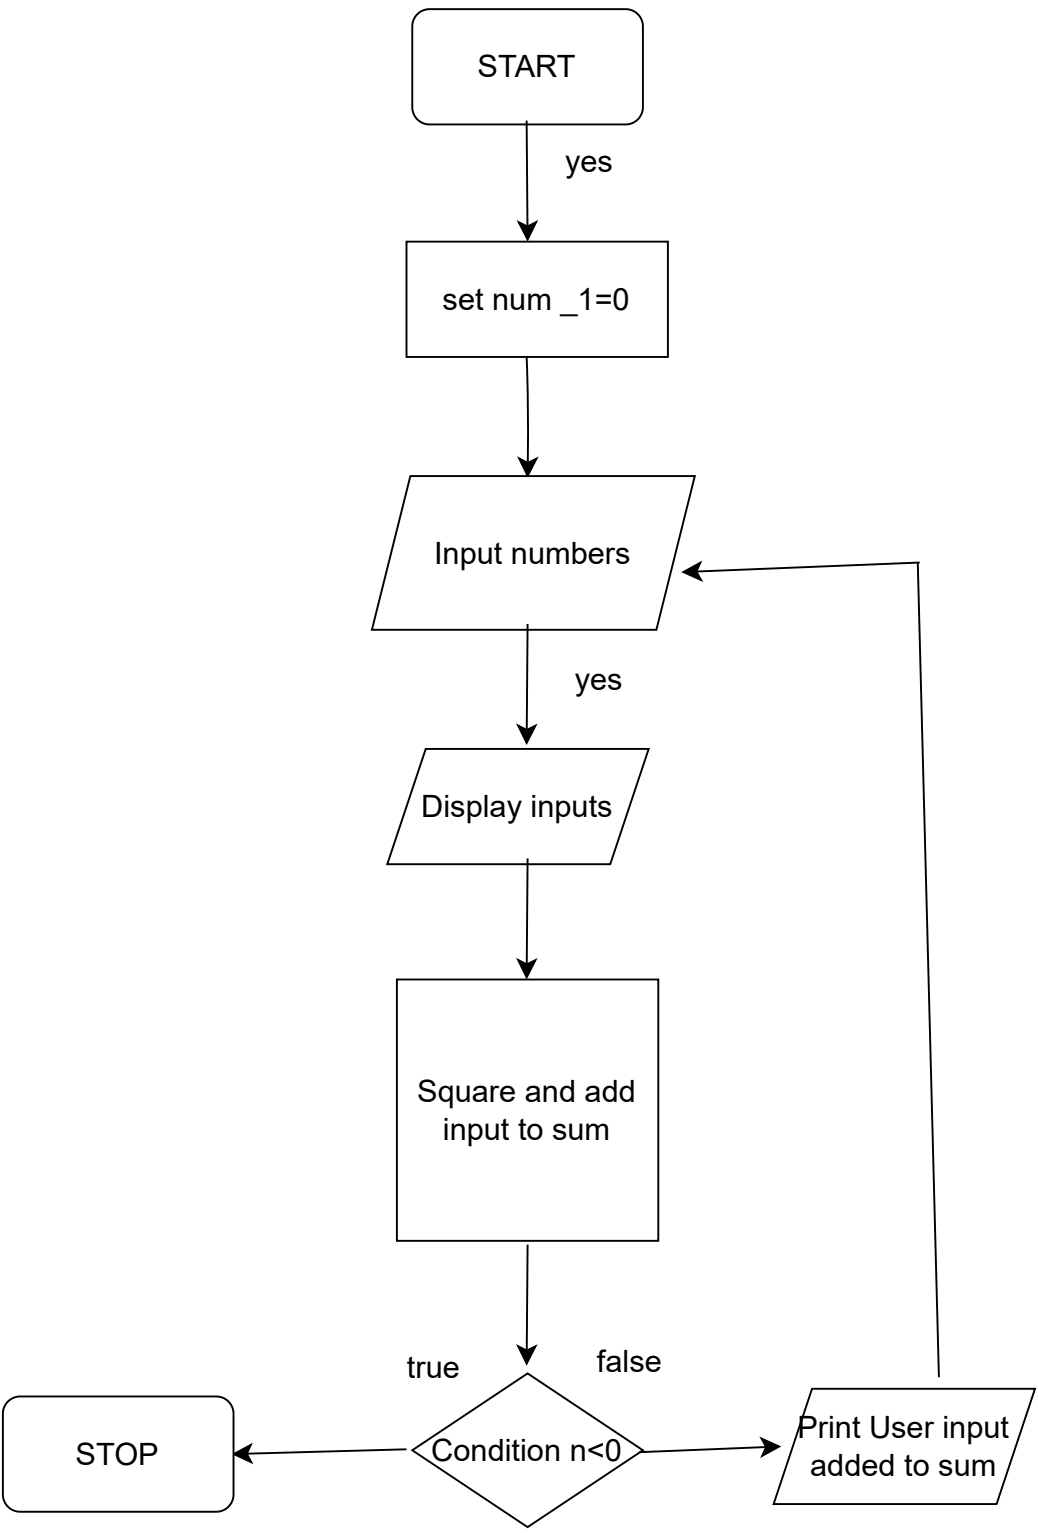 START
yes
set num _1=0
Input numbers
yes
Display inputs
Square and add
input to sum
true
false
STOP
Condition n<0
Print User input
added to sum